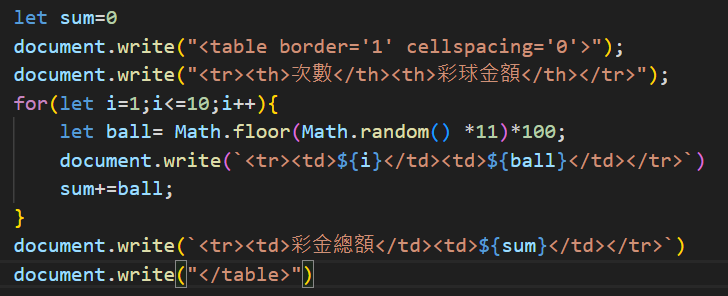 let sum=0
document.write("<table border='1' cellspacing='0'>");
document.write("<tr><th>次數</th><th>彩球金額</th></tr>");
for(let i=1;i<=10;i++){
    let ball= Math.floor(Math.random() *11)*100;
    document.write(`<tr><td>${i}</td><td>${ball}</td></tr>`)
    sum+=ball;
}
document.write(`<tr><td>彩金總額</td><td>${sum}</td></tr>`)
document.write("</table>")